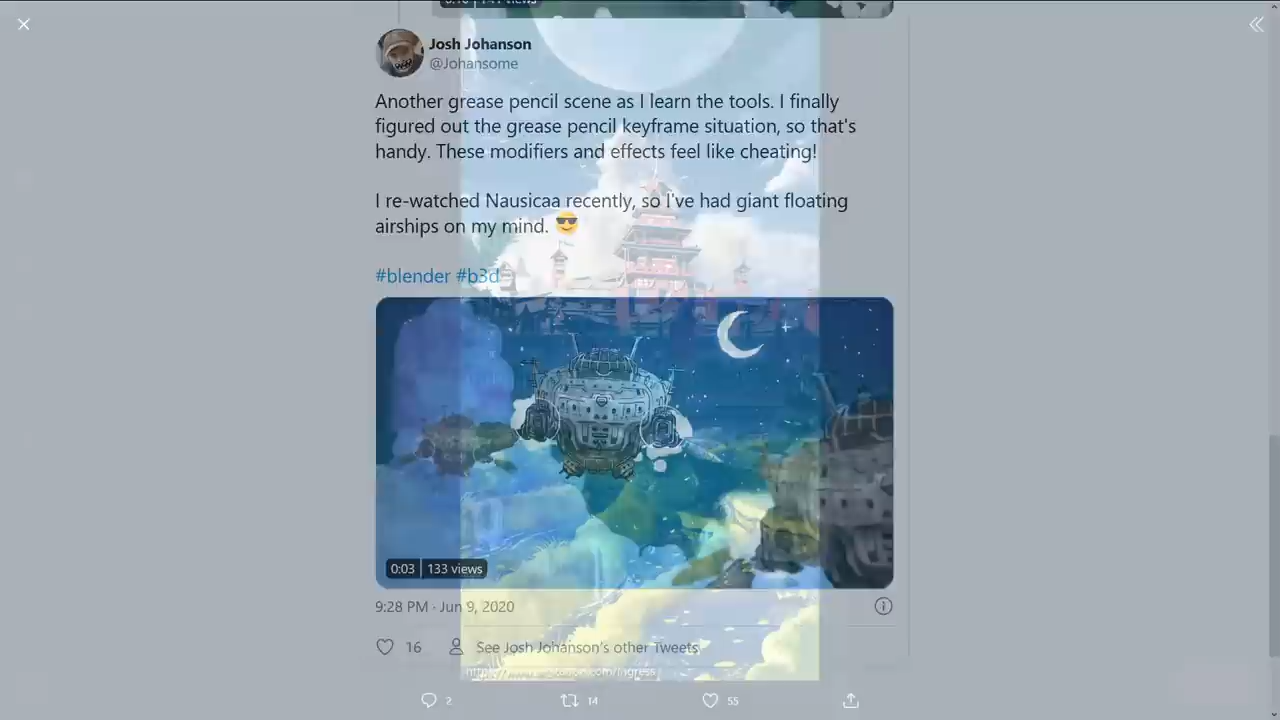 Josh Johanson
@Johansome
Another grease pencil scene as I learn the tools. I finally
figured out the grease pencil keyframe situation, so that's
handy. These modifiers and effects feel like cheating!
I re-watched Nausicaa recently, so I've had giant floating
airships on my mind. 😎
#blender #b3d
0:03 133 views
9:28 PM · Jun 9, 2020
16 See Josh Johanson's other Tweets
2 14 55